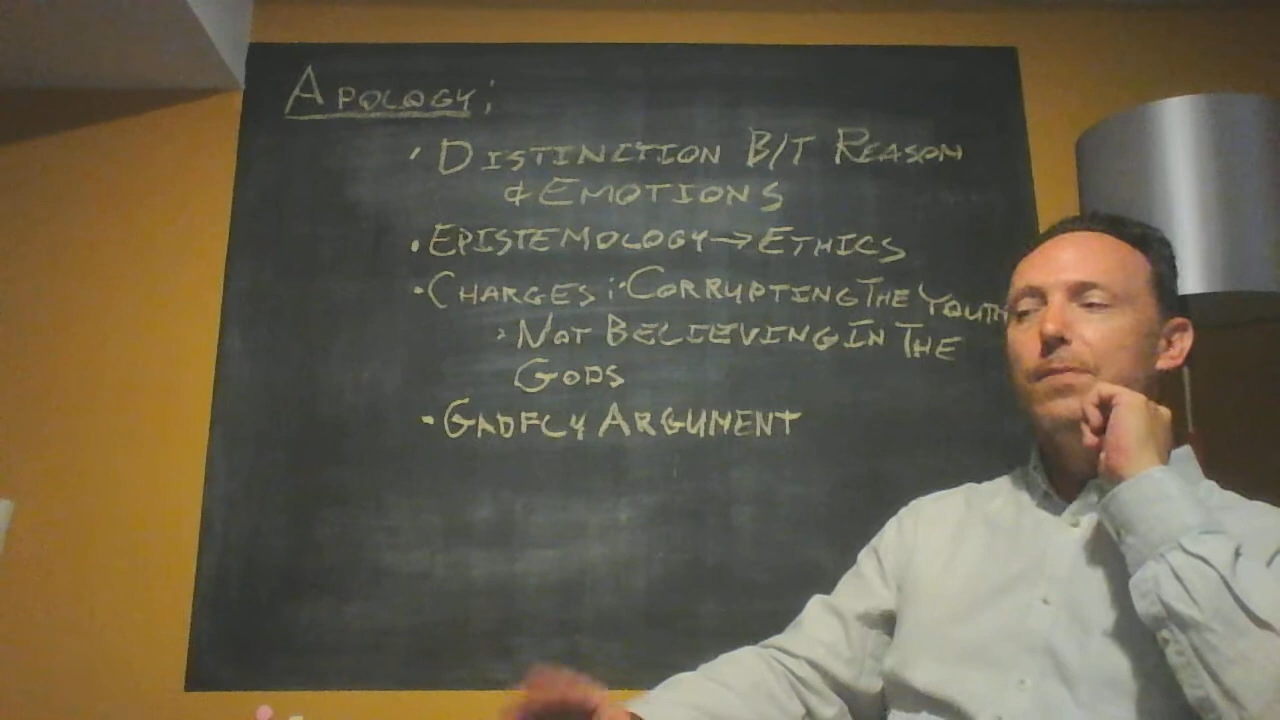 APOLOGY:
· DISTINCTION B/T REASON
& EMOTIONS
· EPISTEMOLOGY → ETHICS
· CHARGES: · CORRUPTING THE YOUTH
· NOT BELIEVING IN THE
GODS
· GADFLY ARGUMENT